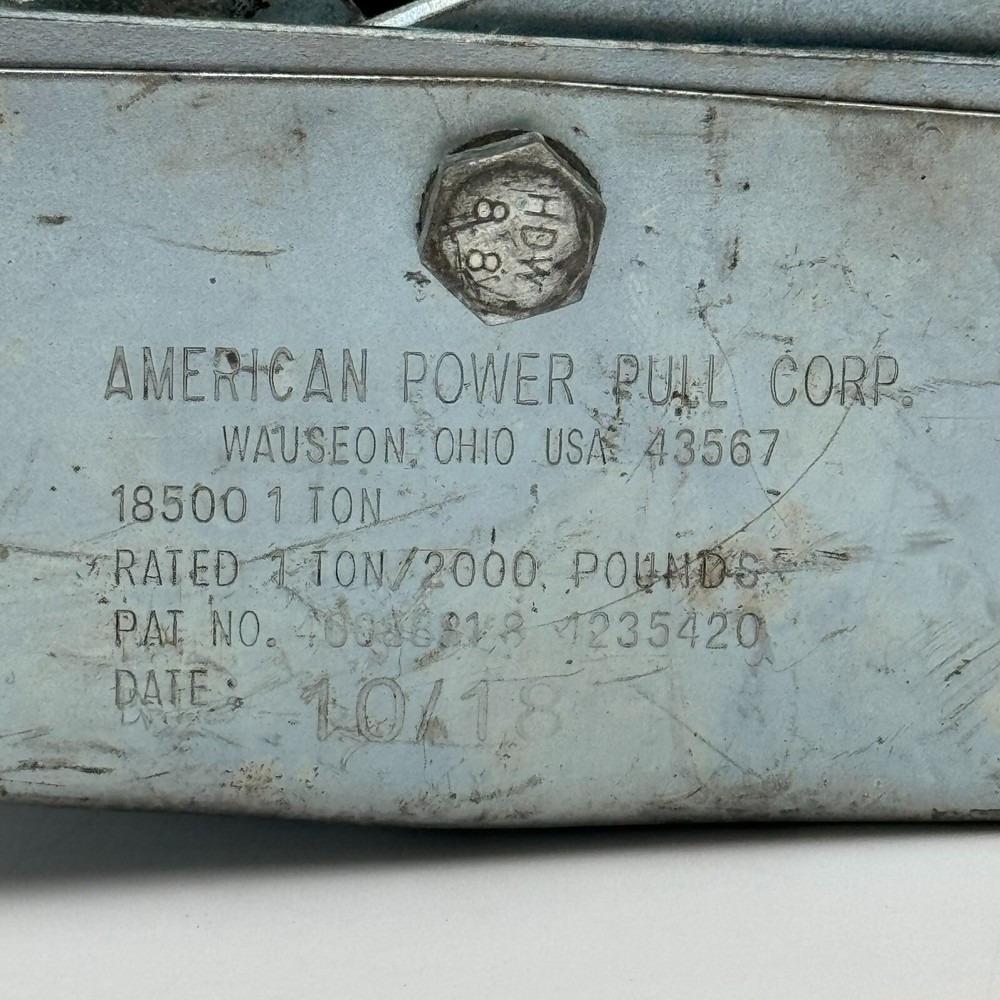 HDW
8.8
AMERICAN POWER PULL CORP.
WAUSEON, OHIO USA 43567
18500 1 TON
RATED 1 TON/2000 POUNDS
PAT NO. 4235420
DATE: 10/18